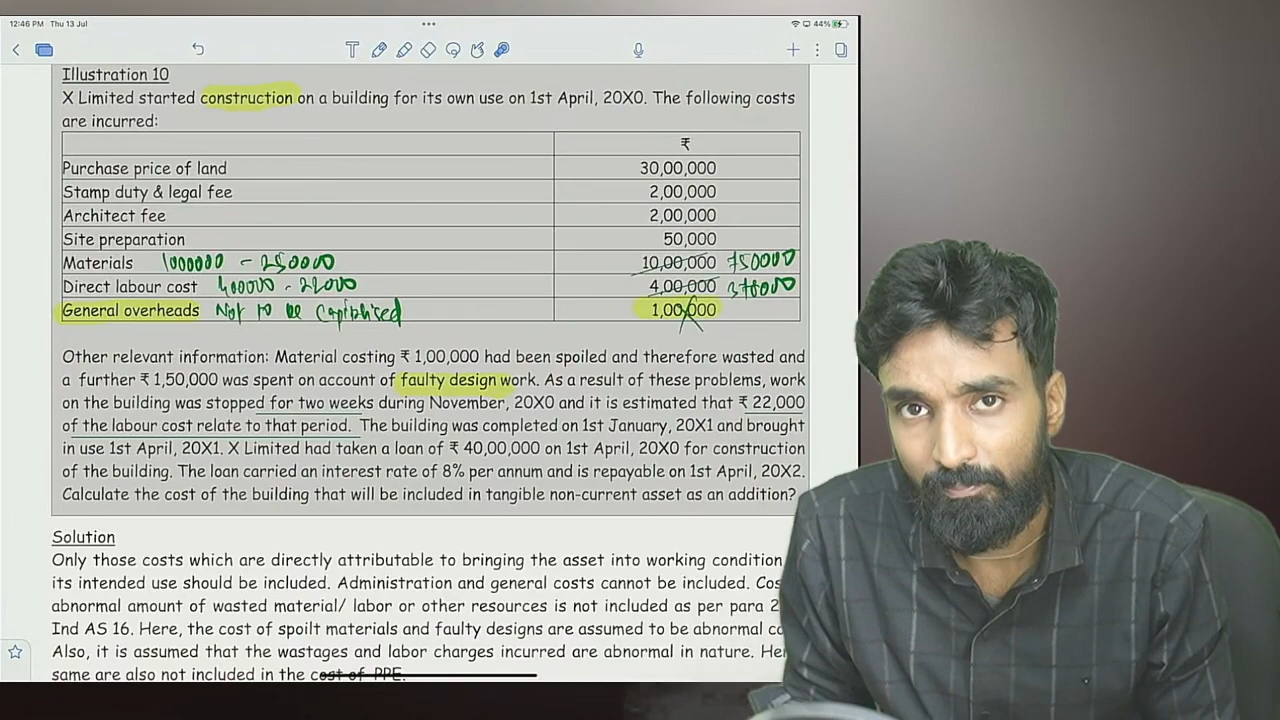 12:46 PM Thu 13 Jul
44%
Illustration 10
X Limited started construction on a building for its own use on 1st April, 20X0. The following costs
are incurred:
₹
Purchase price of land 30,00,000
Stamp duty & legal fee 2,00,000
Architect fee 2,00,000
Site preparation 50,000
Materials 1000000 - 250000 10,00,000 750000
Direct labour cost 400000 - 22000 4,00,000 378000
General overheads Not to be capitalised 1,00,000
Other relevant information: Material costing ₹ 1,00,000 had been spoiled and therefore wasted and
a further ₹ 1,50,000 was spent on account of faulty design work. As a result of these problems, work
on the building was stopped for two weeks during November, 20X0 and it is estimated that ₹ 22,000
of the labour cost relate to that period. The building was completed on 1st January, 20X1 and brought
in use 1st April, 20X1. X Limited had taken a loan of ₹ 40,00,000 on 1st April, 20X0 for construction
of the building. The loan carried an interest rate of 8% per annum and is repayable on 1st April, 20X2.
Calculate the cost of the building that will be included in tangible non-current asset as an addition?
Solution
Only those costs which are directly attributable to bringing the asset into working condition
its intended use should be included. Administration and general costs cannot be included. Cos
abnormal amount of wasted material/ labor or other resources is not included as per para 2
Ind AS 16. Here, the cost of spoilt materials and faulty designs are assumed to be abnormal co
Also, it is assumed that the wastages and labor charges incurred are abnormal in nature. He
same are also not included in the cost of PPE.